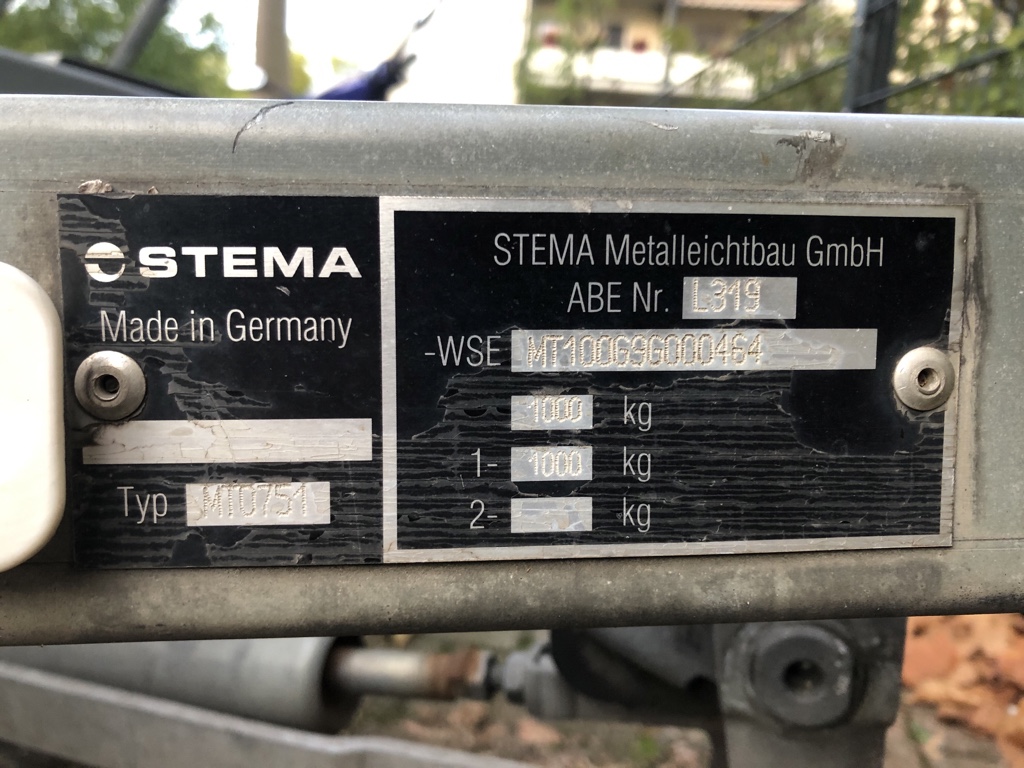 STEMA
Made in Germany
Typ MT0751
STEMA Metalleichtbau GmbH
ABE Nr. L319
-WSE MT100696000464
1000 kg
1- 1000 kg
2- kg